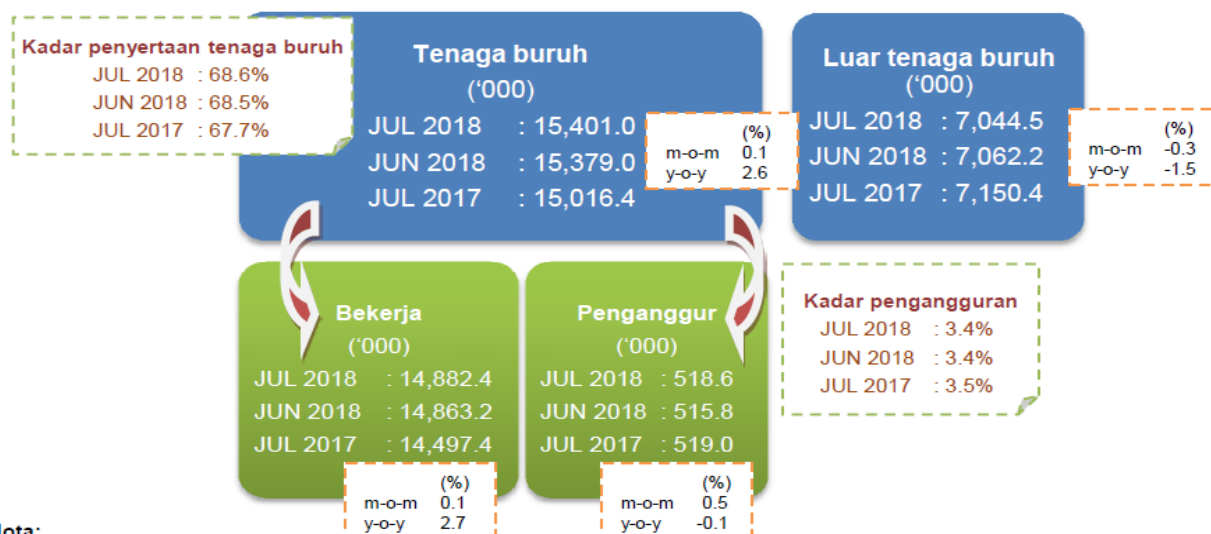 Kadar penyertaan tenaga buruh
JUL 2018 : 68.6%
JUN 2018 : 68.5%
JUL 2017 : 67.7%
Tenaga buruh
(‘000)
JUL 2018 : 15,401.0
JUN 2018 : 15,379.0
JUL 2017 : 15,016.4
(%)
m-o-m 0.1
y-o-y 2.6
Luar tenaga buruh
(‘000)
JUL 2018 : 7,044.5
JUN 2018 : 7,062.2
JUL 2017 : 7,150.4
(%)
m-o-m -0.3
y-o-y -1.5
Bekerja
(‘000)
JUL 2018 : 14,882.4
JUN 2018 : 14,863.2
JUL 2017 : 14,497.4
(%)
m-o-m 0.1
y-o-y 2.7
Penganggur
(‘000)
JUL 2018 : 518.6
JUN 2018 : 515.8
JUL 2017 : 519.0
(%)
m-o-m 0.5
y-o-y -0.1
Kadar pengangguran
JUL 2018 : 3.4%
JUN 2018 : 3.4%
JUL 2017 : 3.5%